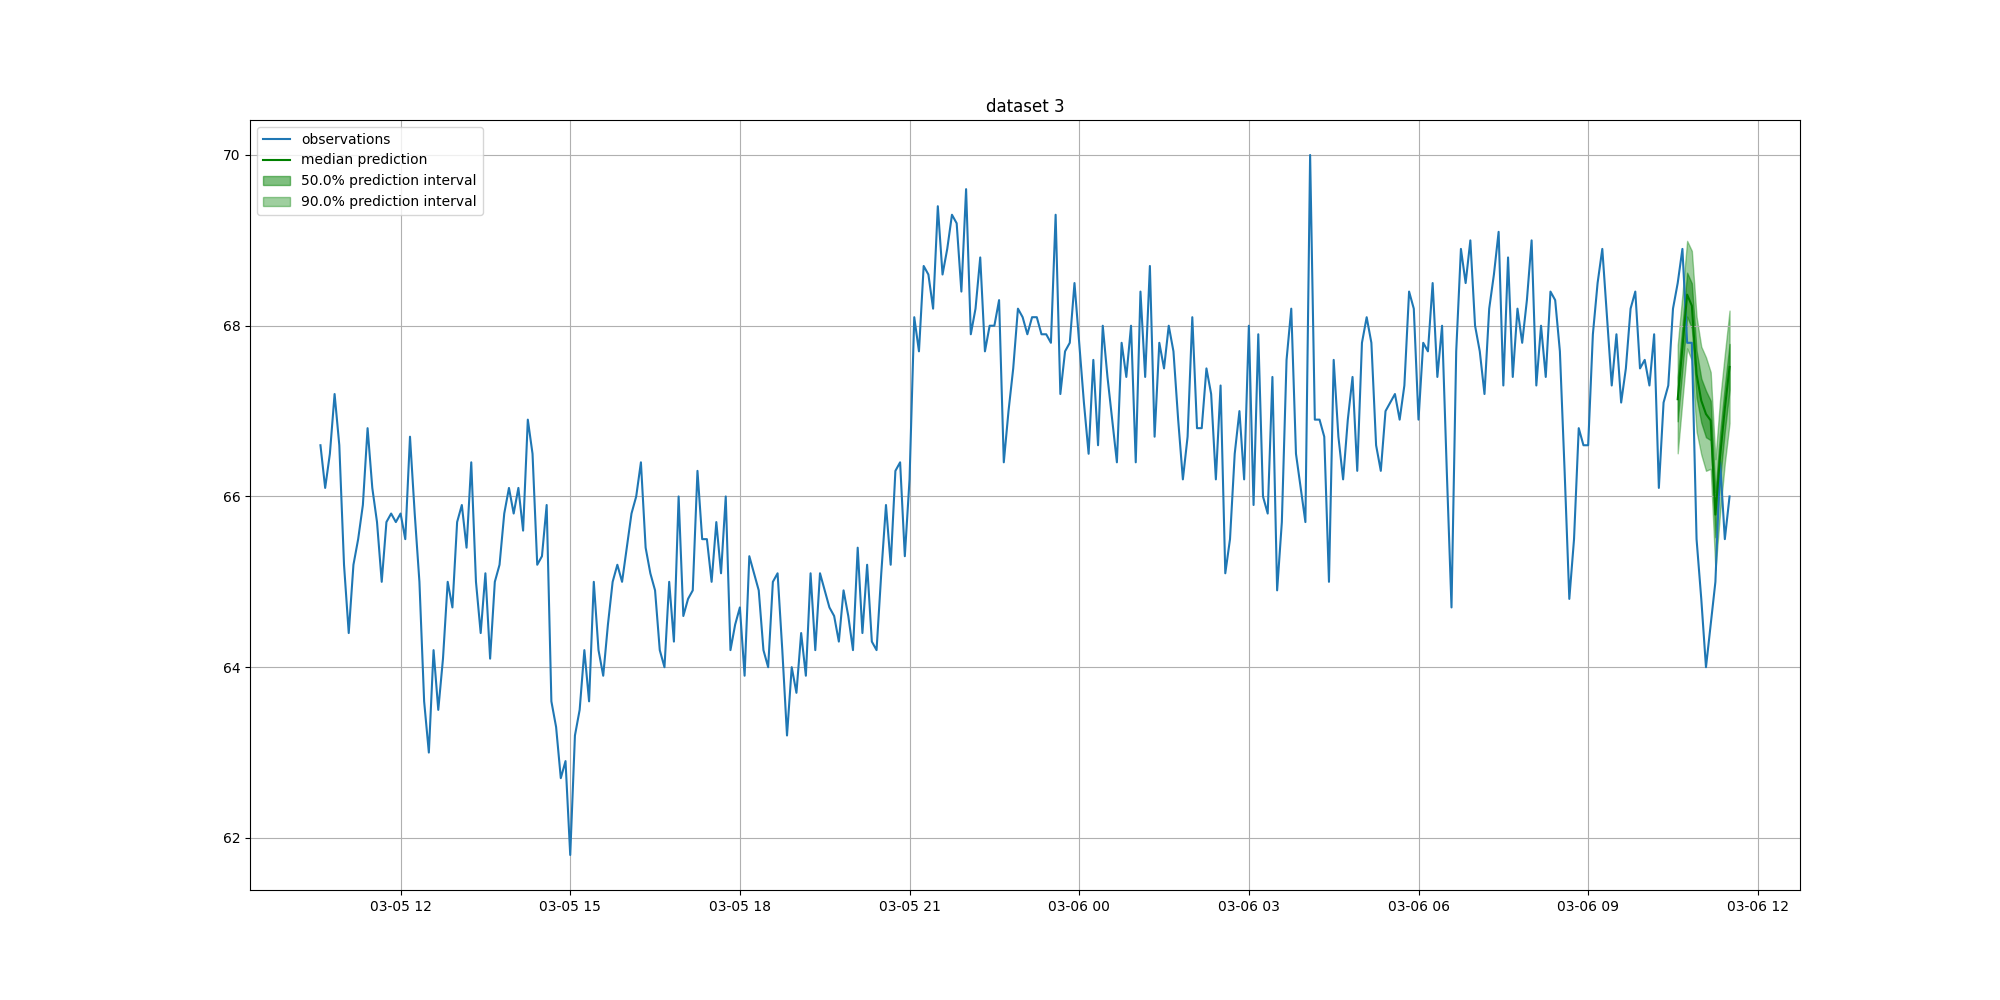 dataset 3
observations
median prediction
50.0% prediction interval
90.0% prediction interval
70
68
66
64
62
03-05 12
03-05 15
03-05 18
03-05 21
03-06 00
03-06 03
03-06 06
03-06 09
03-06 12